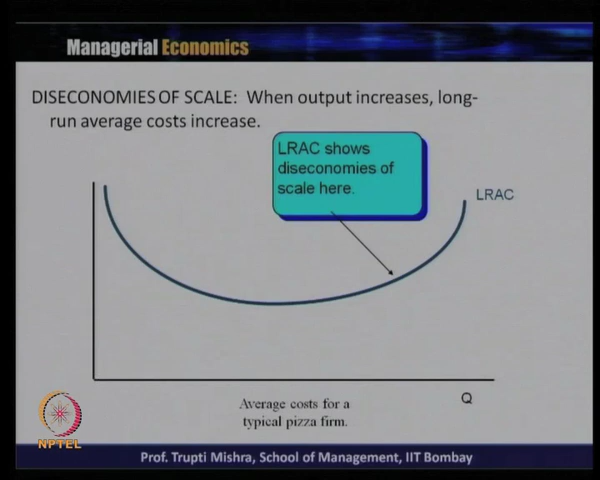 Managerial Economics
DISECONOMIES OF SCALE: When output increases, long-
run average costs increase.
LRAC shows
diseconomies of
scale here.
LRAC
Q
Average costs for a
typical pizza firm.
NPTEL
Prof. Trupti Mishra, School of Management, IIT Bombay